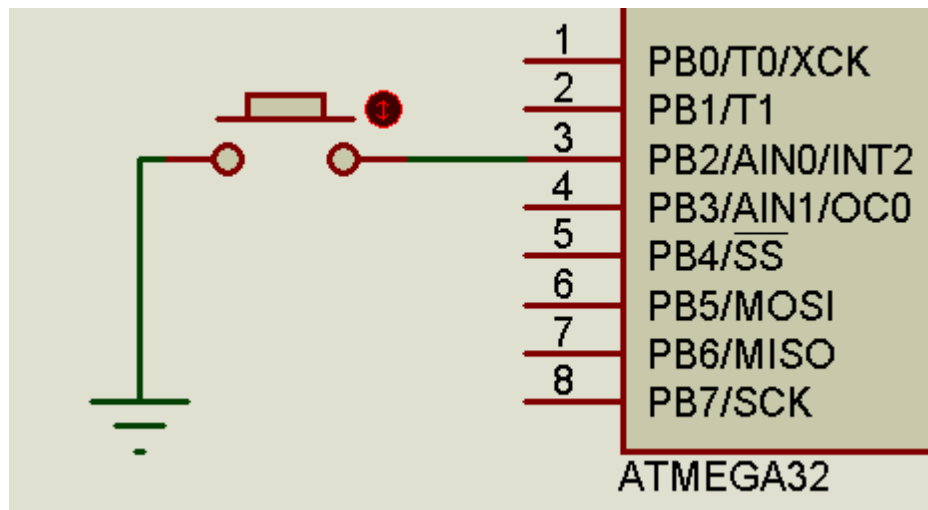 1 PB0/T0/XCK
2 PB1/T1
3 PB2/AIN0/INT2
4 PB3/AIN1/OC0
5 PB4/S̅S̅
6 PB5/MOSI
7 PB6/MISO
8 PB7/SCK
ATMEGA32